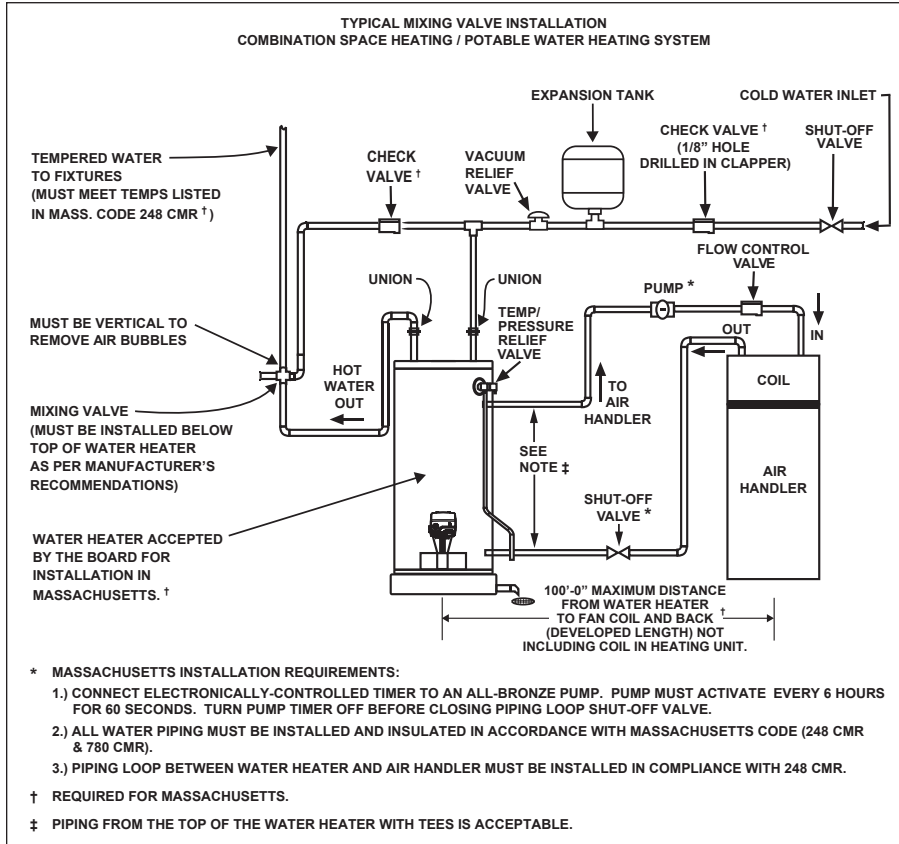 TYPICAL MIXING VALVE INSTALLATION
COMBINATION SPACE HEATING / POTABLE WATER HEATING SYSTEM
EXPANSION TANK
COLD WATER INLET
TEMPERED WATER
TO FIXTURES
(MUST MEET TEMPS LISTED
IN MASS. CODE 248 CMR †)
CHECK
VALVE †
VACUUM
RELIEF
VALVE
CHECK VALVE †
(1/8” HOLE
DRILLED IN CLAPPER)
SHUT-OFF
VALVE
FLOW CONTROL
VALVE
UNION
UNION
PUMP *
TEMP/
PRESSURE
RELIEF
VALVE
OUT
IN
MUST BE VERTICAL TO
REMOVE AIR BUBBLES
HOT
WATER
OUT
TO
AIR
HANDLER
COIL
MIXING VALVE
(MUST BE INSTALLED BELOW
TOP OF WATER HEATER
AS PER MANUFACTURER’S
RECOMMENDATIONS)
SEE
NOTE ‡
AIR
HANDLER
SHUT-OFF
VALVE *
WATER HEATER ACCEPTED
BY THE BOARD FOR
INSTALLATION IN
MASSACHUSETTS. †
100’-0” MAXIMUM DISTANCE
FROM WATER HEATER
TO FAN COIL AND BACK †
(DEVELOPED LENGTH) NOT
INCLUDING COIL IN HEATING UNIT.
* MASSACHUSETTS INSTALLATION REQUIREMENTS:
1.) CONNECT ELECTRONICALLY-CONTROLLED TIMER TO AN ALL-BRONZE PUMP. PUMP MUST ACTIVATE EVERY 6 HOURS
FOR 60 SECONDS. TURN PUMP TIMER OFF BEFORE CLOSING PIPING LOOP SHUT-OFF VALVE.
2.) ALL WATER PIPING MUST BE INSTALLED AND INSULATED IN ACCORDANCE WITH MASSACHUSETTS CODE (248 CMR
& 780 CMR).
3.) PIPING LOOP BETWEEN WATER HEATER AND AIR HANDLER MUST BE INSTALLED IN COMPLIANCE WITH 248 CMR.
† REQUIRED FOR MASSACHUSETTS.
‡ PIPING FROM THE TOP OF THE WATER HEATER WITH TEES IS ACCEPTABLE.